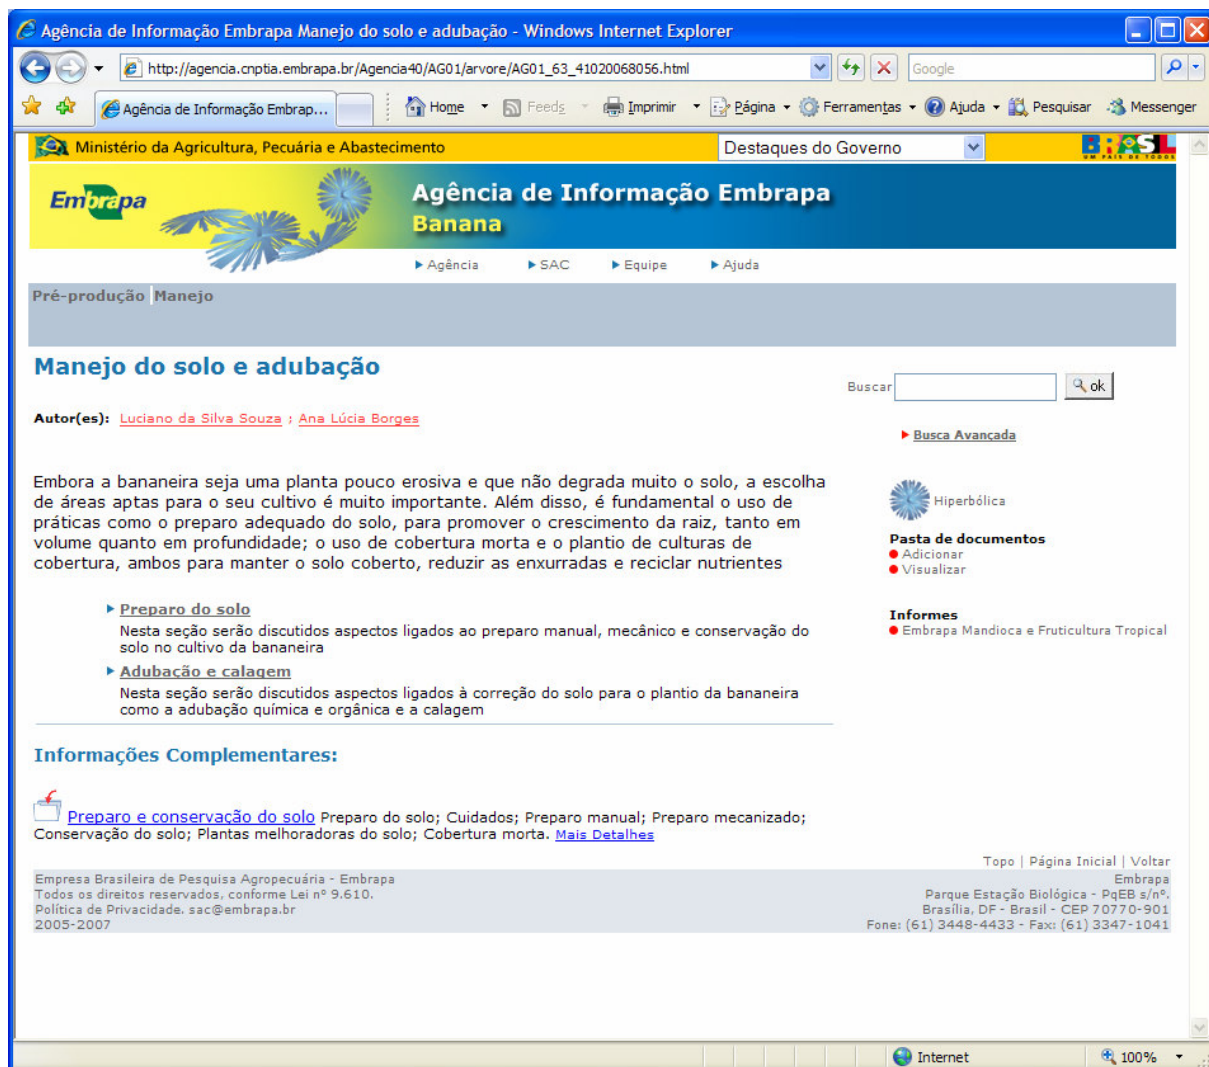 Agência de Informação Embrapa Manejo do solo e adubação - Windows Internet Explorer
http://agencia.cnptia.embrapa.br/Agencia40/AG01/arvore/AG01_63_41020068056.html
Google
Agência de Informação Embrap...
Home
Feeds
Imprimir
Página
Ferramentas
Ajuda
Pesquisar
Messenger
Ministério da Agricultura, Pecuária e Abastecimento
Destaques do Governo
BRASIL
UM PAÍS DE TODOS
Embrapa
Agência de Informação Embrapa
Banana
Agência
SAC
Equipe
Ajuda
Pré-produção Manejo
Manejo do solo e adubação
Buscar
ok
Autor(es): Luciano da Silva Souza ; Ana Lúcia Borges
Busca Avançada
Embora a bananeira seja uma planta pouco erosiva e que não degrada muito o solo, a escolha
de áreas aptas para o seu cultivo é muito importante. Além disso, é fundamental o uso de
práticas como o preparo adequado do solo, para promover o crescimento da raiz, tanto em
volume quanto em profundidade; o uso de cobertura morta e o plantio de culturas de
cobertura, ambos para manter o solo coberto, reduzir as enxurradas e reciclar nutrientes
Hiperbólica
Pasta de documentos
Adicionar
Visualizar
Informes
Embrapa Mandioca e Fruticultura Tropical
Preparo do solo
Nesta seção serão discutidos aspectos ligados ao preparo manual, mecânico e conservação do
solo no cultivo da bananeira
Adubação e calagem
Nesta seção serão discutidos aspectos ligados à correção do solo para o plantio da bananeira
como a adubação química e orgânica e a calagem
Informações Complementares:
Preparo e conservação do solo Preparo do solo; Cuidados; Preparo manual; Preparo mecanizado;
Conservação do solo; Plantas melhoradoras do solo; Cobertura morta. Mais Detalhes
Topo | Página Inicial | Voltar
Empresa Brasileira de Pesquisa Agropecuária - Embrapa
Todos os direitos reservados, conforme Lei nº 9.610.
Política de Privacidade. sac@embrapa.br
2005-2007
Embrapa
Parque Estação Biológica - PqEB s/nº.
Brasília, DF - Brasil - CEP 70770-901
Fone: (61) 3448-4433 - Fax: (61) 3347-1041
Internet
100%